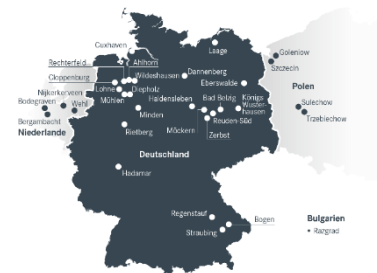 Cuxhaven
Laage
Goleniow
Szczecin
Rechterfeld
Ahlhorn
Cloppenburg
Wildeshausen
Dannenberg
Eberswalde
Polen
Nijkerkerveen
Lohne
Diepholz
Bad Belzig
Königs
Wuster-
hausen
Bodegraven
Wehl
Mühlen
Haldensleben
Sulechow
Minden
Reuden-Süd
Trzebiechow
Bergambacht
Niederlande
Rietberg
Möckern
Zerbst
Deutschland
Hadamar
Regenstauf
Bogen
Straubing
Bulgarien
Razgrad